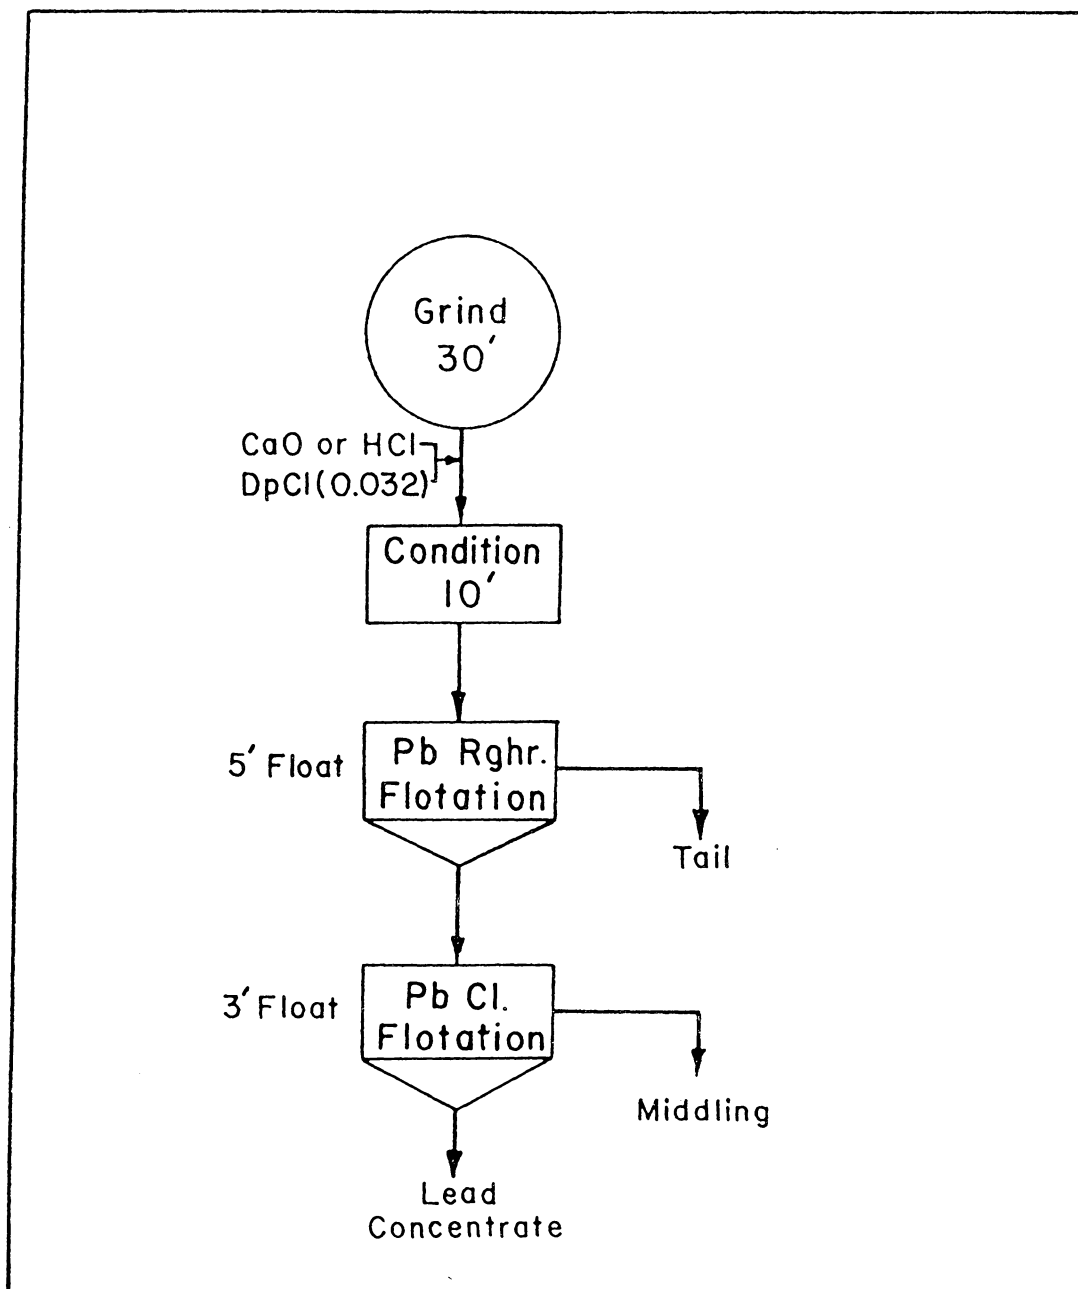 Grind
30′
CaO or HCl
DpCl(0.032)
Condition
10′
5′ Float
Pb Rghr.
Flotation
Tail
3′ Float
Pb Cl.
Flotation
Middling
Lead
Concentrate